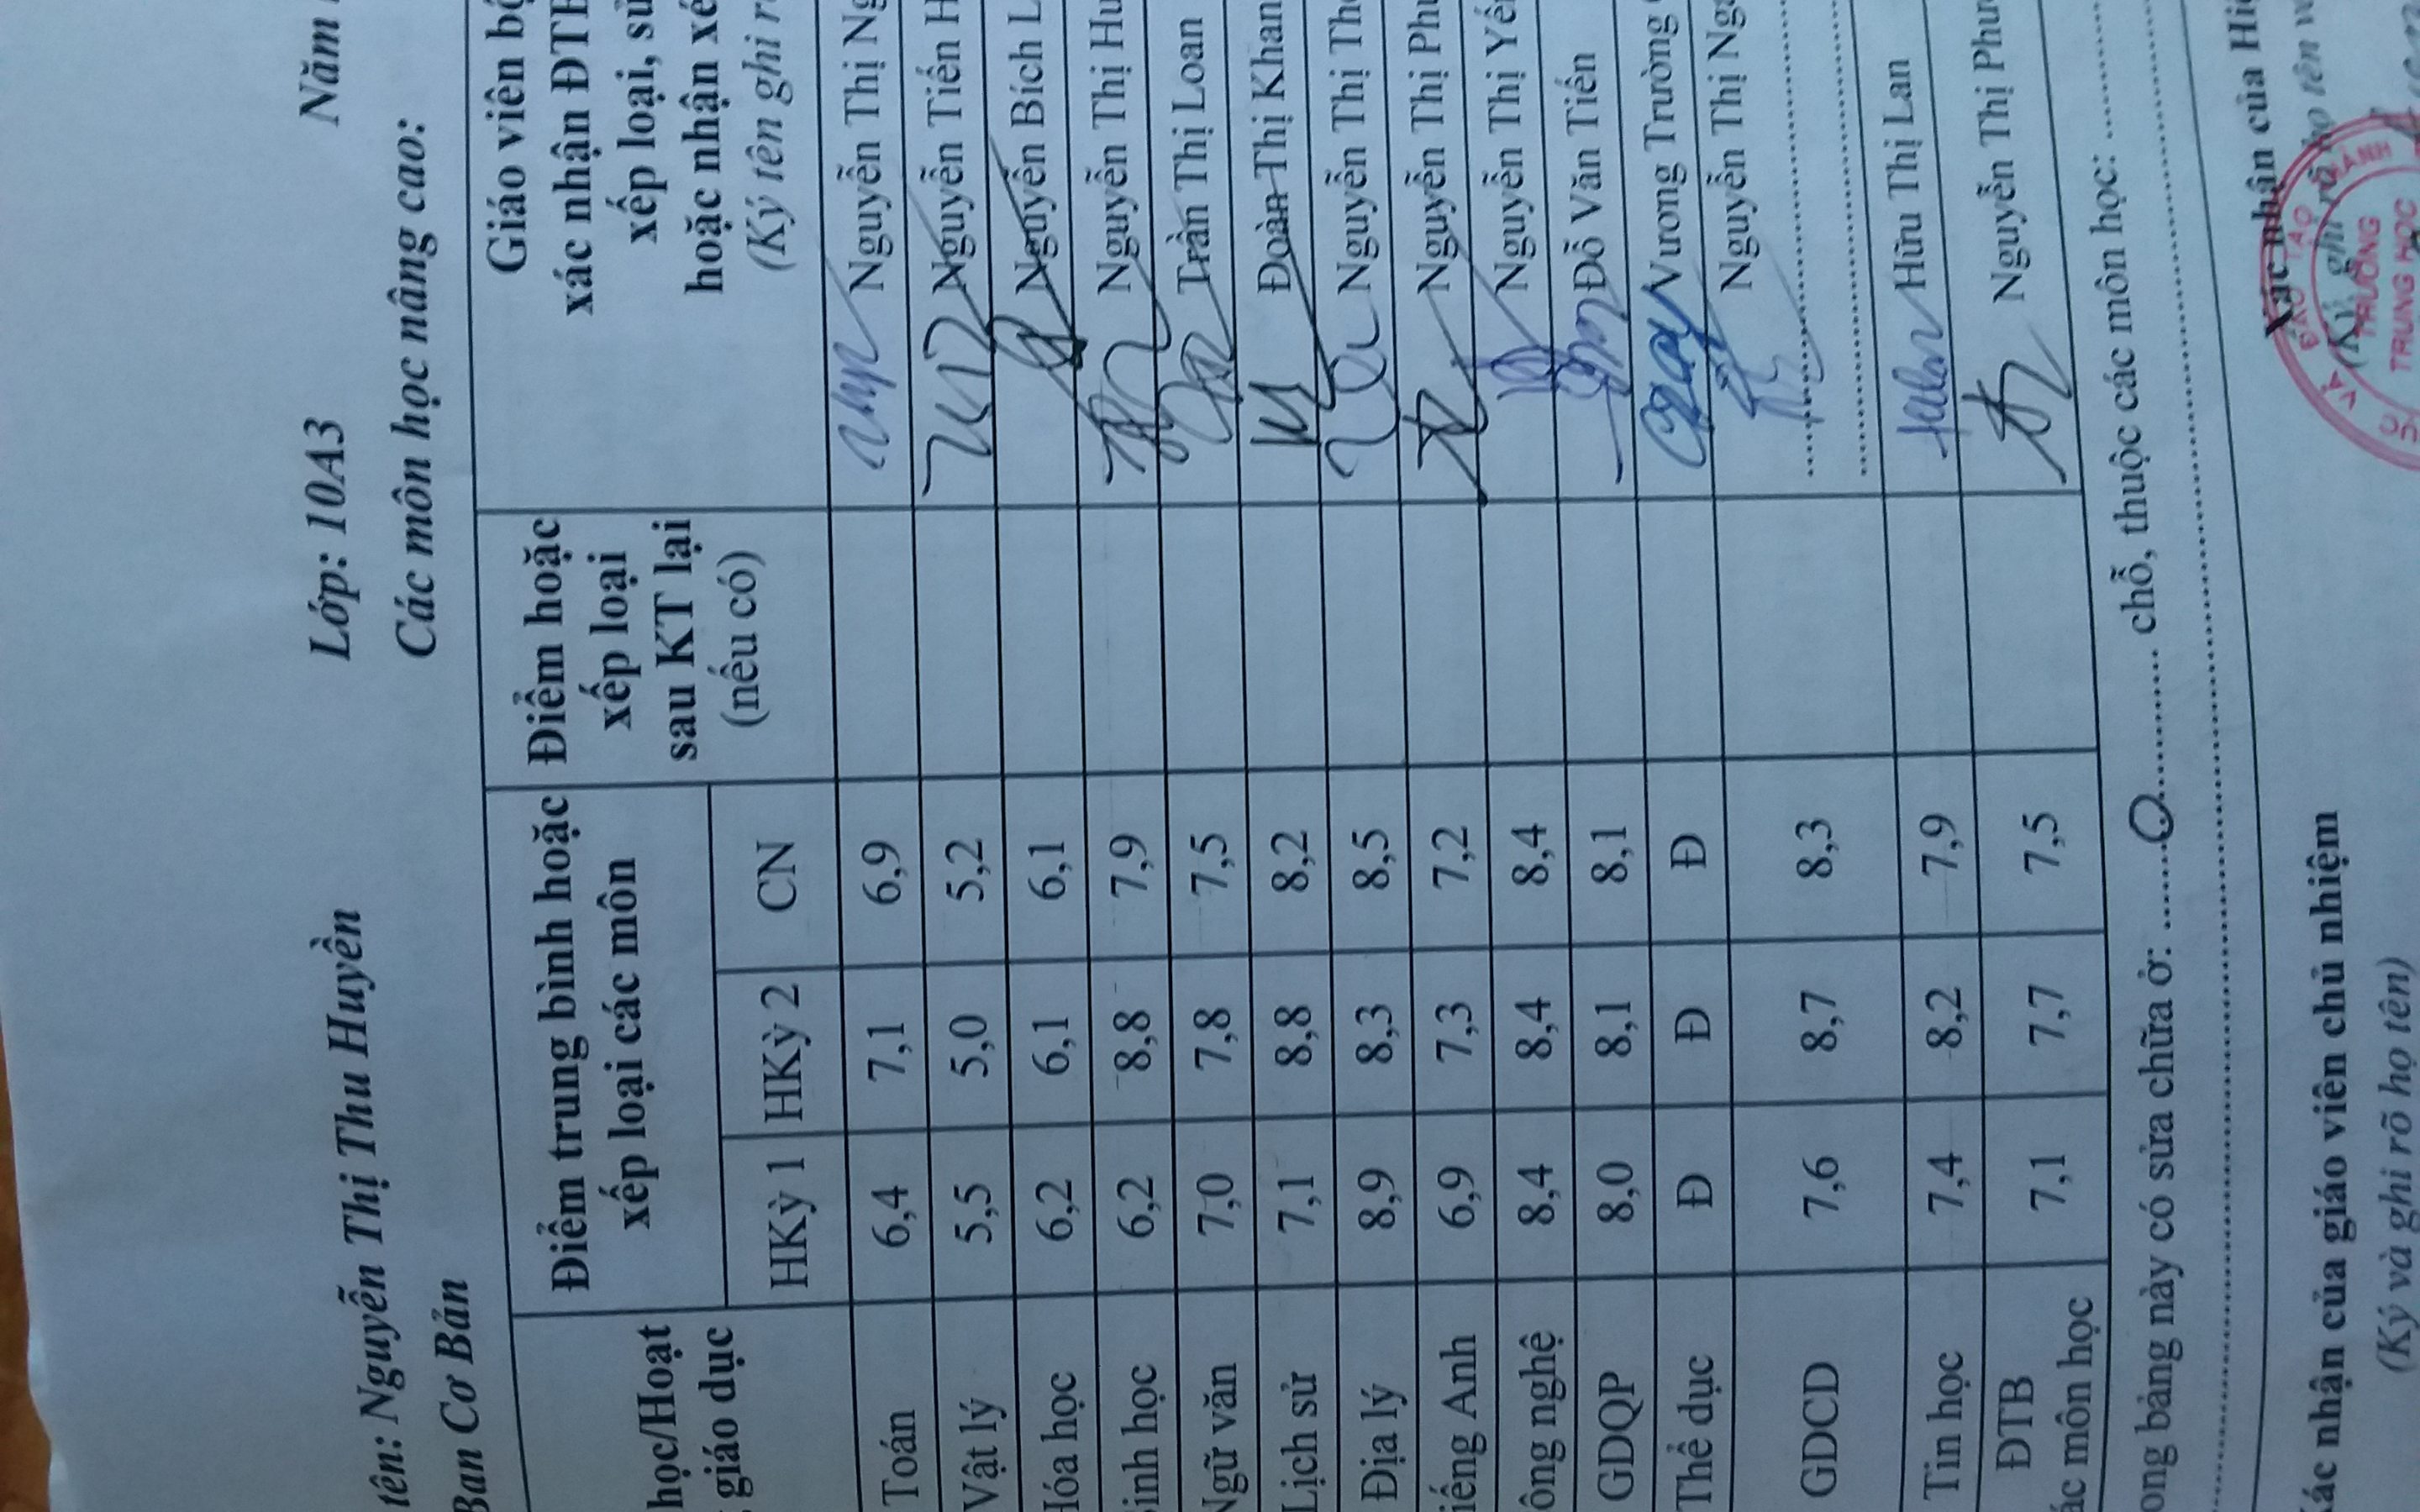 tên: Nguyễn Thị Thu Huyền Lớp: 10A3 Năm
Ban Cơ Bản Các môn học nâng cao:
học/Hoạt giáo dục
Điểm trung bình hoặc xếp loại các môn
Điểm hoặc xếp loại sau KT lại (nếu có)
Giáo viên bộ
xác nhận ĐTB
xếp loại, sử
hoặc nhận xé
(Ký tên ghi r
HKỳ 1 HKỳ 2 CN
Toán 6,4 7,1 6,9 Nguyễn Thị Ng
Vật lý 5,5 5,0 5,2 Nguyễn Tiến H
Hóa học 6,2 6,1 6,1 Nguyễn Bích L
Sinh học 6,2 8,8 7,9 Nguyễn Thị Hu
Ngữ văn 7,0 7,8 7,5 Trần Thị Loan
Lịch sử 7,1 8,8 8,2 Đoàn Thị Khan
Địa lý 8,9 8,3 8,5 Nguyễn Thị Th
iếng Anh 6,9 7,3 7,2 Nguyễn Thị Ph
ông nghệ 8,4 8,4 8,4 Nguyễn Thị Yế
GDQP 8,0 8,1 8,1 Đỗ Văn Tiến
Thể dục Đ Đ Đ Vương Trường
GDCD 7,6 8,7 8,3 Nguyễn Thị Ng
Tin học 7,4 8,2 7,9 Hữu Thị Lan
ĐTB các môn học 7,1 7,7 7,5 Nguyễn Thị Phư
ong bảng này có sửa chữa ở: ........0........ chỗ, thuộc các môn học: ........
ác nhận của giáo viên chủ nhiệm Xác nhận của Hi
(Ký và ghi rõ họ tên) (Ký, ghi rõ họ tên v
VÀ ĐÀO TẠO
TRƯỜNG
TRUNG HỌC